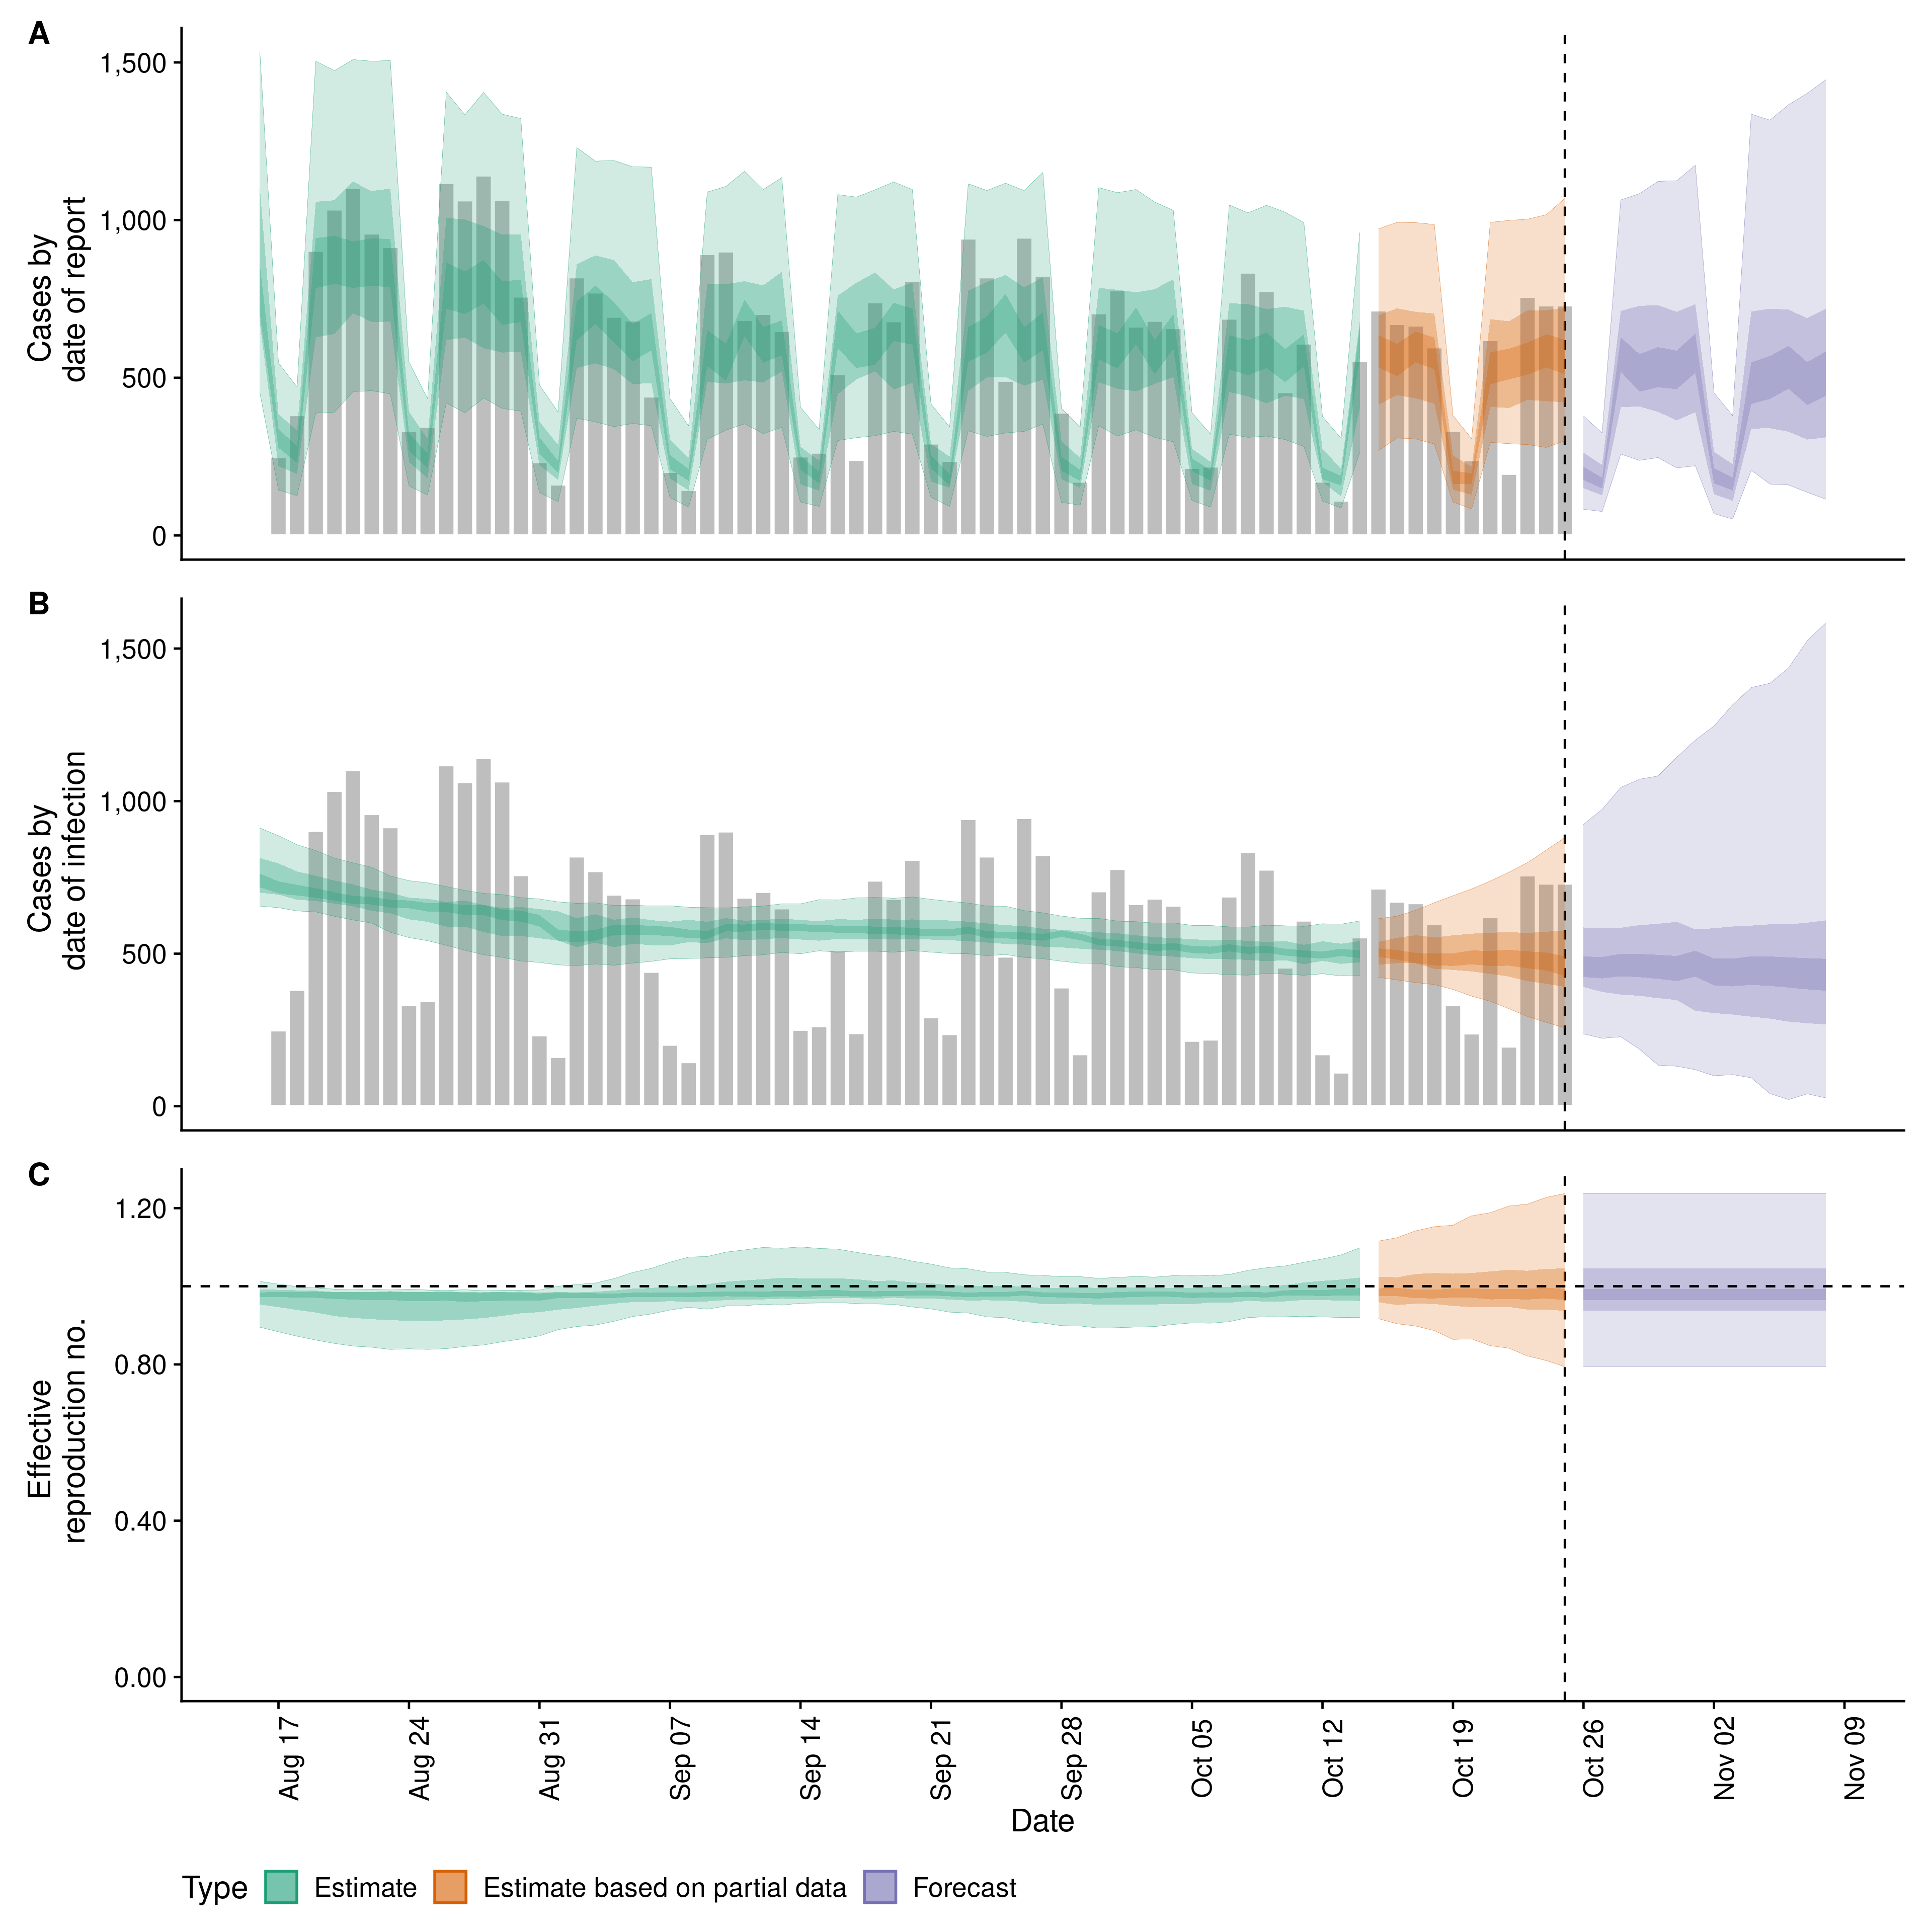 A
Cases by
date of report
1,500
1,000
500
0
B
Cases by
date of infection
1,500
1,000
500
0
C
Effective
reproduction no.
1.20
0.80
0.40
0.00
Aug 17
Aug 24
Aug 31
Sep 07
Sep 14
Sep 21
Sep 28
Oct 05
Oct 12
Oct 19
Oct 26
Nov 02
Nov 09
Date
Type
Estimate
Estimate based on partial data
Forecast